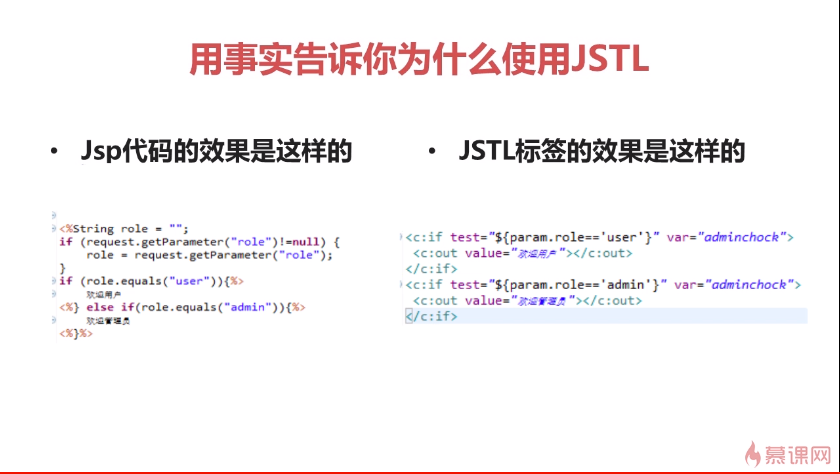 用事实告诉你为什么使用JSTL
• Jsp代码的效果是这样的
<%String role = "";
if (request.getParameter("role")!=null) {
role = request.getParameter("role");
}
if (role.equals("user")){%>
欢迎用户
<%} else if(role.equals("admin")){%>
欢迎管理员
<%}%>
• JSTL标签的效果是这样的
<c:if test="${param.role=='user'}" var="adminchock">
<c:out value="欢迎用户"></c:out>
</c:if>
<c:if test="${param.role=='admin'}" var="adminchock">
<c:out value="欢迎管理员"></c:out>
</c:if>
慕课网